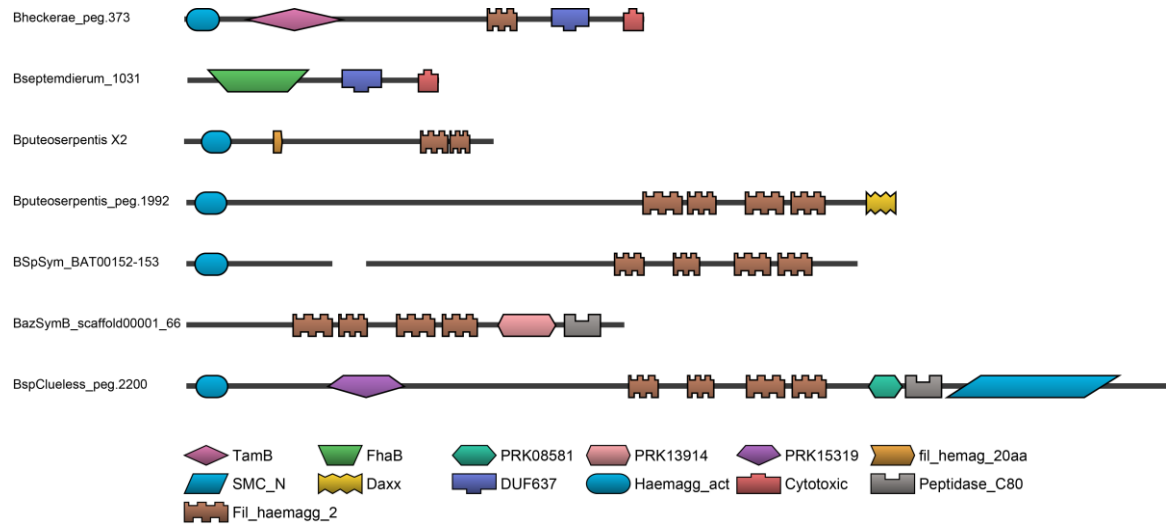 Bheckerae_peg.373
Bseptemdierum_1031
Bputeoserpentis X2
Bputeoserpentis_peg.1992
BSpSym_BAT00152-153
BazSymB_scaffold00001_66
BspClueless_peg.2200
TamB FhaB PRK08581 PRK13914 PRK15319 fil_hemag_20aa
SMC_N Daxx DUF637 Haemagg_act Cytotoxic Peptidase_C80
Fil_haemagg_2